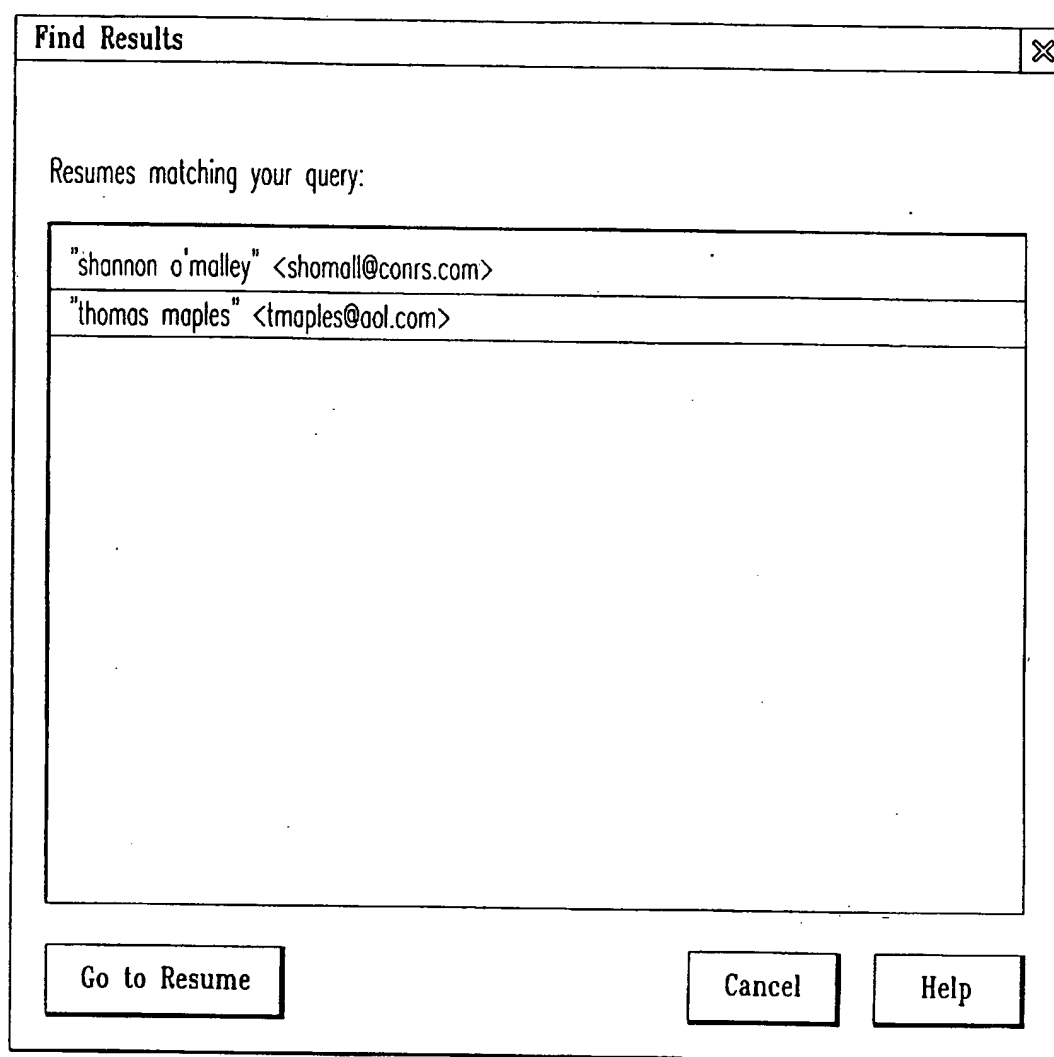 Find Results
Resumes matching your query:
"shannon o'malley" <shomall@conrs.com>
"thomas maples" <tmaples@aol.com>
Go to Resume
Cancel
Help